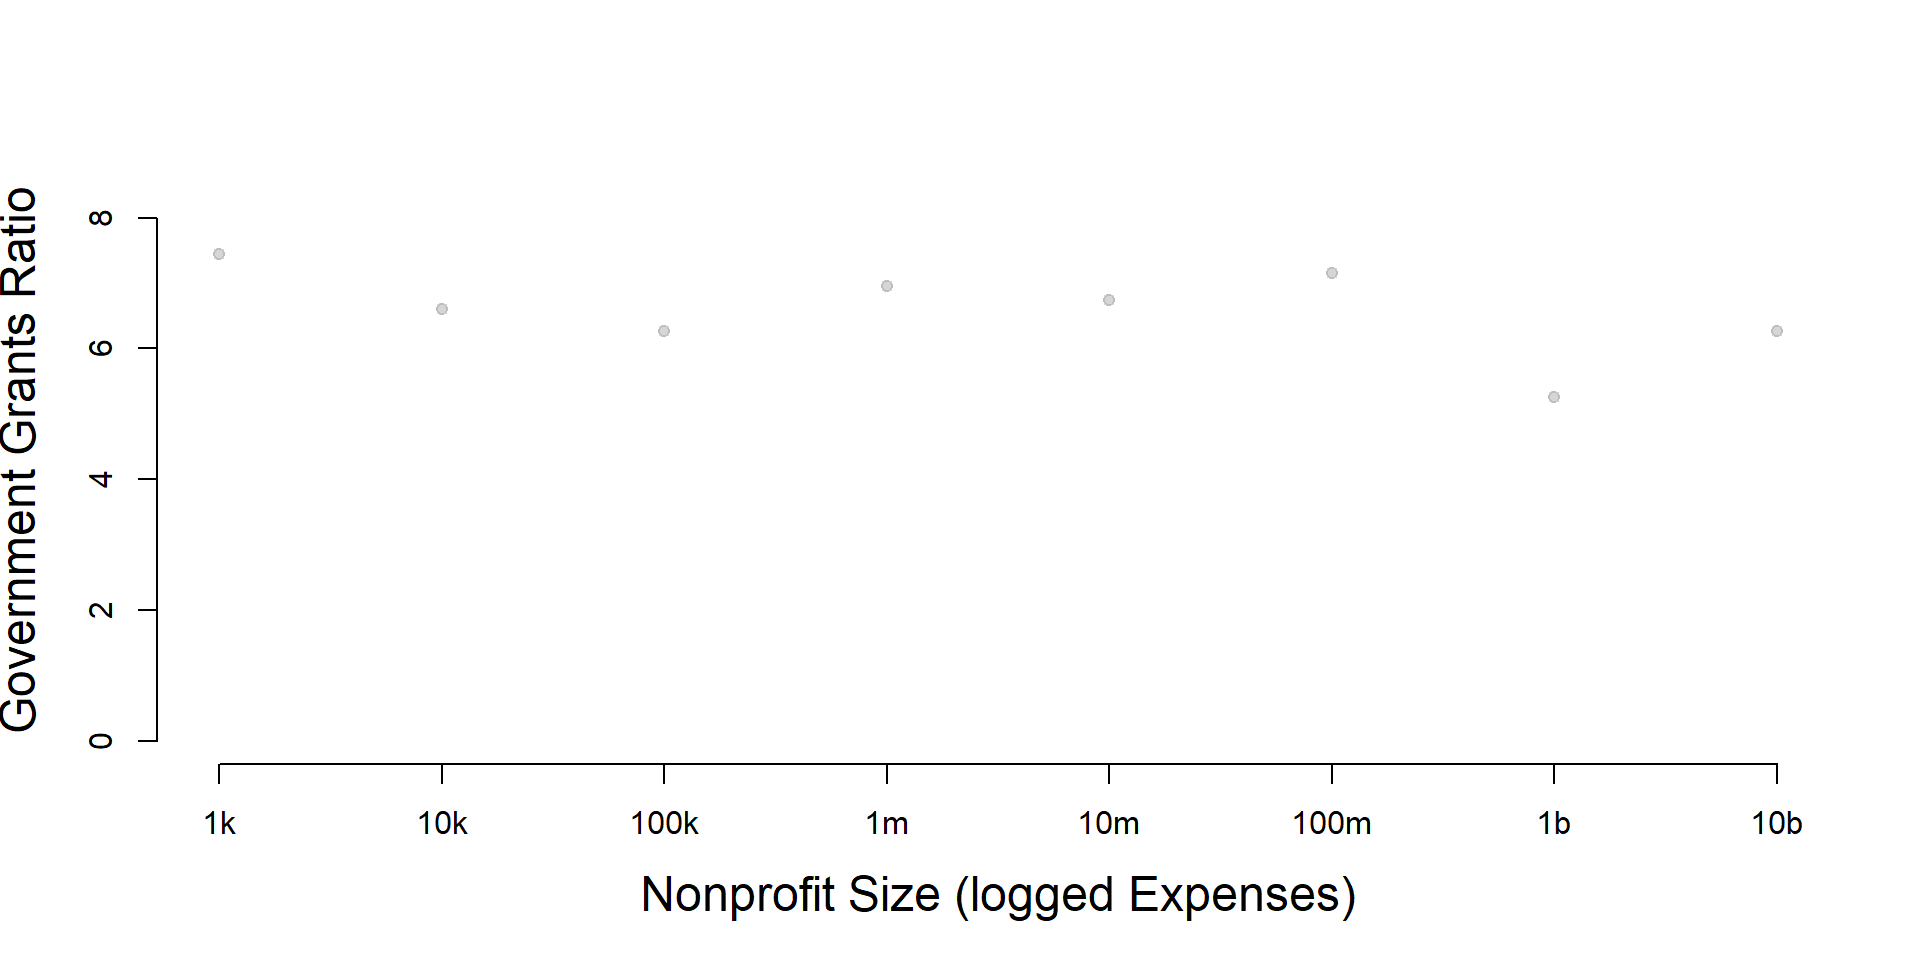 Government Grants Ratio
8
6
4
2
0
1k 10k 100k 1m 10m 100m 1b 10b
Nonprofit Size (logged Expenses)